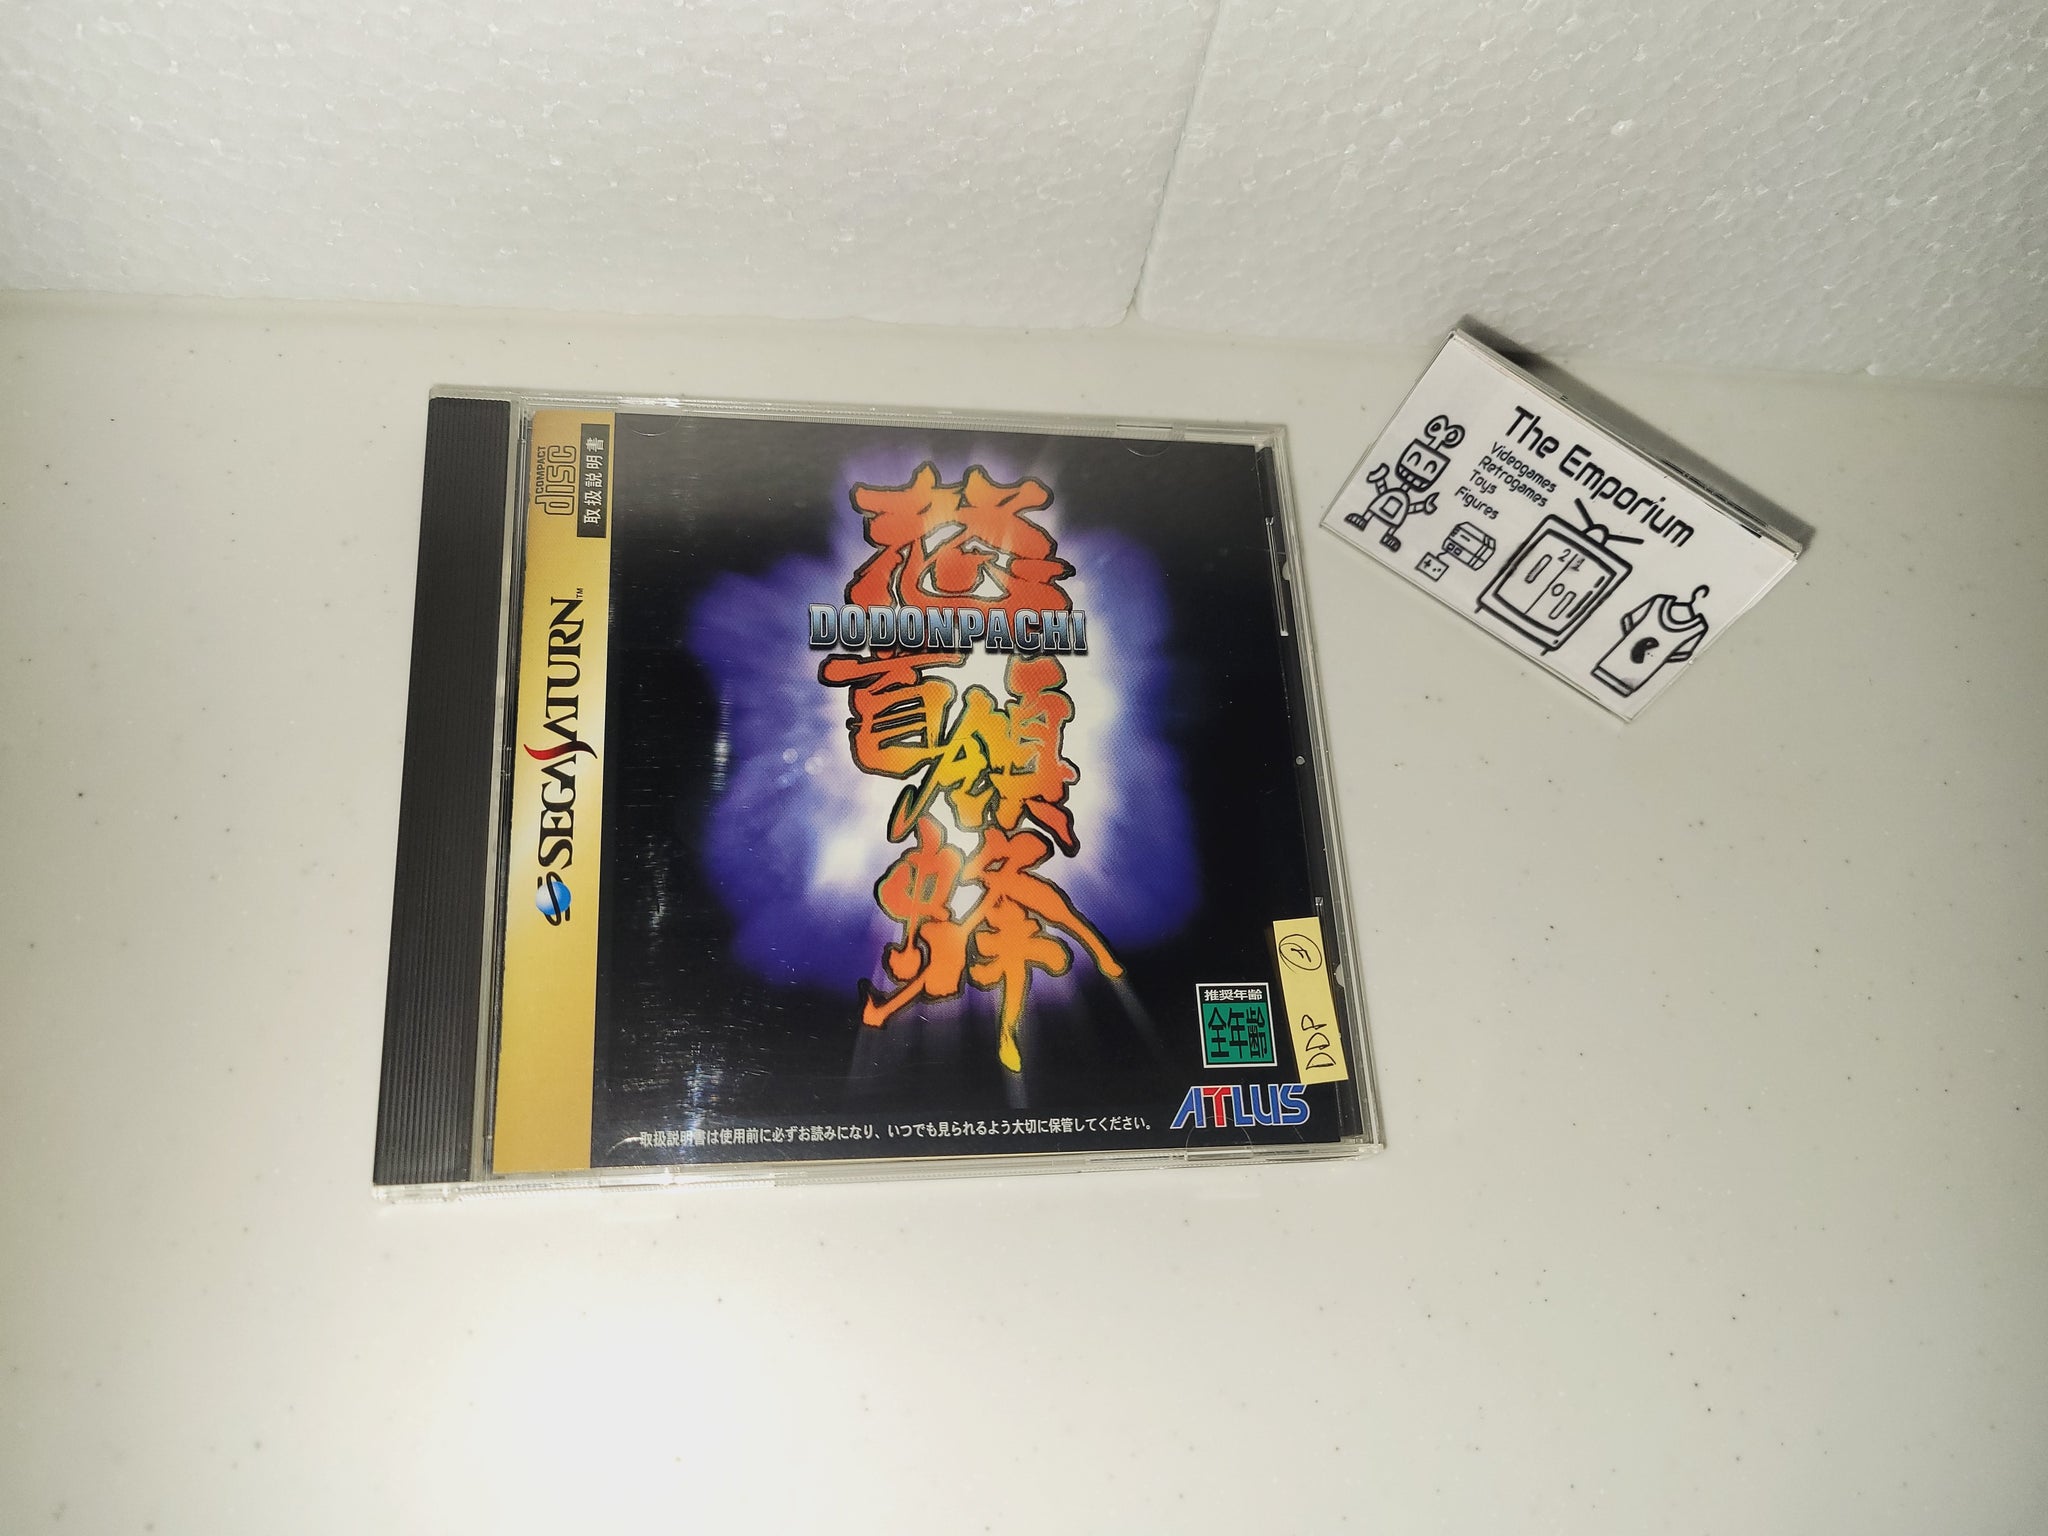 COMPACT
disc
取扱説明書
SEGA SATURN™
怒
DODONPACHI
首領
蜂
推奨年齢
全年齢
DDP
ATLUS
取扱説明書は使用前に必ずお読みになり、いつでも見られるよう大切に保管してください。
The Emporium
Videogames
Retrogames
Toys
Figures